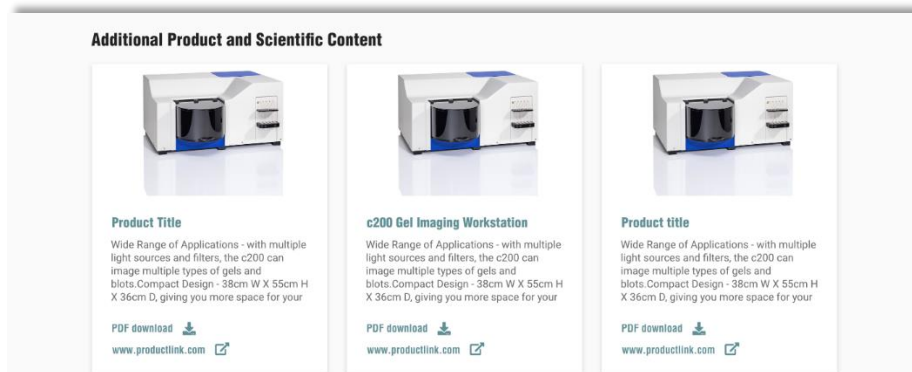 Additional Product and Scientific Content
Product Title
Wide Range of Applications - with multiple
light sources and filters, the c200 can
image multiple types of gels and
blots.Compact Design - 38cm W X 55cm H
X 36cm D, giving you more space for your
PDF download
www.productlink.com
c200 Gel Imaging Workstation
Wide Range of Applications - with multiple
light sources and filters, the c200 can
image multiple types of gels and
blots.Compact Design - 38cm W X 55cm H
X 36cm D, giving you more space for your
PDF download
www.productlink.com
Product title
Wide Range of Applications - with multiple
light sources and filters, the c200 can
image multiple types of gels and
blots.Compact Design - 38cm W X 55cm H
X 36cm D, giving you more space for your
PDF download
www.productlink.com